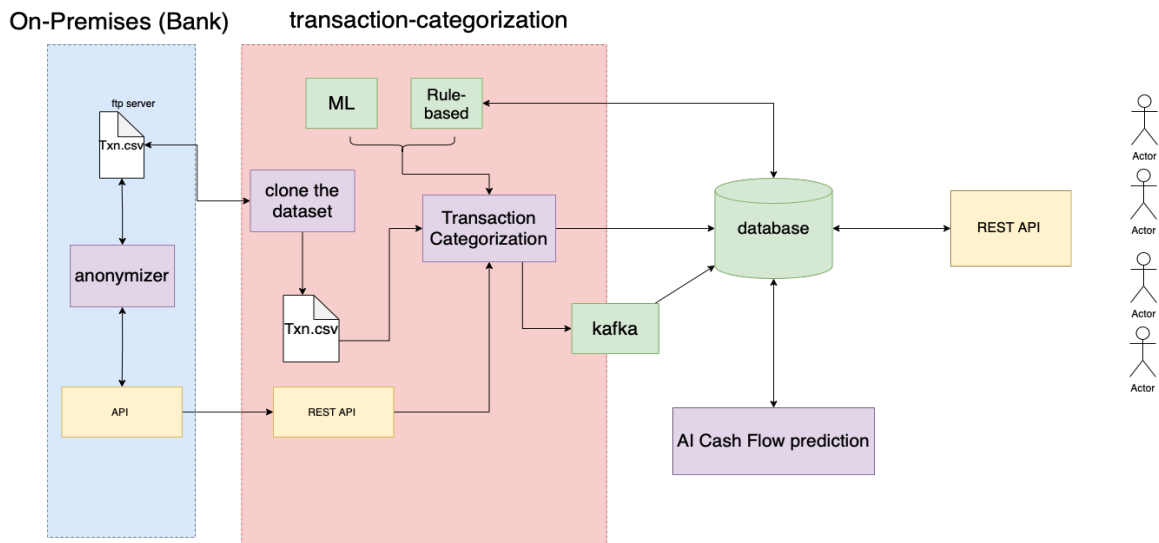 On-Premises (Bank)
transaction-categorization
ftp server
Txn.csv
ML
Rule-
based
clone the
dataset
Transaction
Categorization
database
REST API
anonymizer
Txn.csv
kafka
API
REST API
AI Cash Flow prediction
Actor
Actor
Actor
Actor